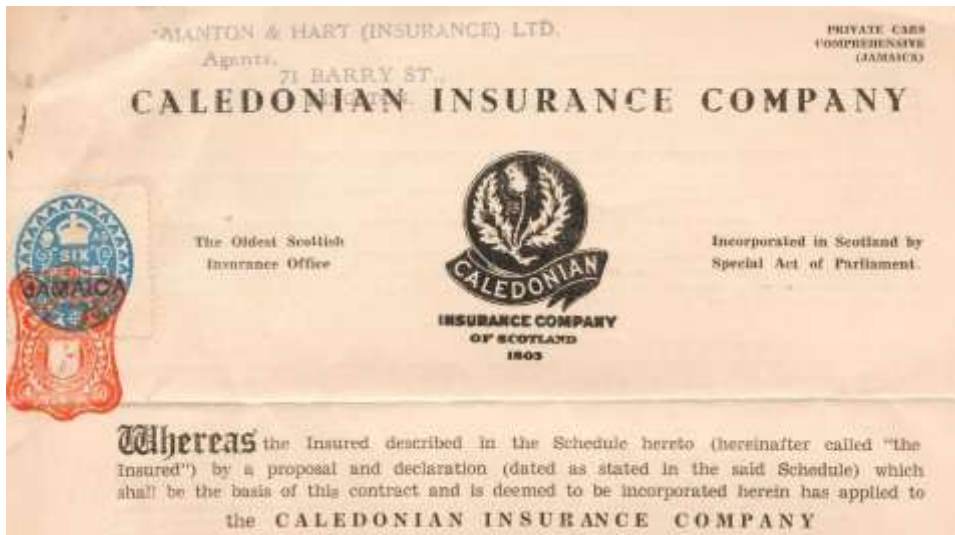 MANTON & HART (INSURANCE) LTD.
Agents.
71 BARRY ST.,
PRIVATE CARS
COMPREHENSIVE
(JAMAICA)
CALEDONIAN INSURANCE COMPANY
The Oldest Scottish
Insurance Office
CALEDONIAN
INSURANCE COMPANY
OF SCOTLAND
1805
Incorporated in Scotland by
Special Act of Parliament.
SIX
JAMAICA
Whereas the Insured described in the Schedule hereto (hereinafter called "the
Insured") by a proposal and declaration (dated as stated in the said Schedule) which
shall be the basis of this contract and is deemed to be incorporated herein has applied to
the CALEDONIAN INSURANCE COMPANY